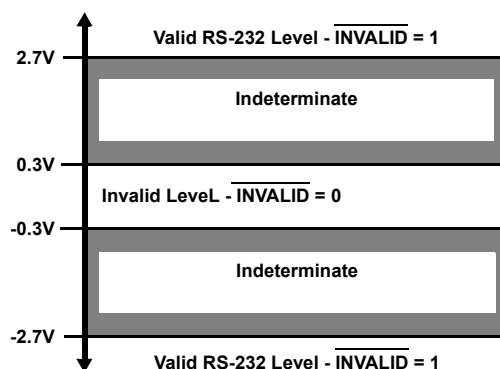 Valid RS-232 Level - INVALID = 1
2.7V
Indeterminate
0.3V
Invalid LeveL - INVALID = 0
-0.3V
Indeterminate
-2.7V
Valid RS-232 Level - INVALID = 1